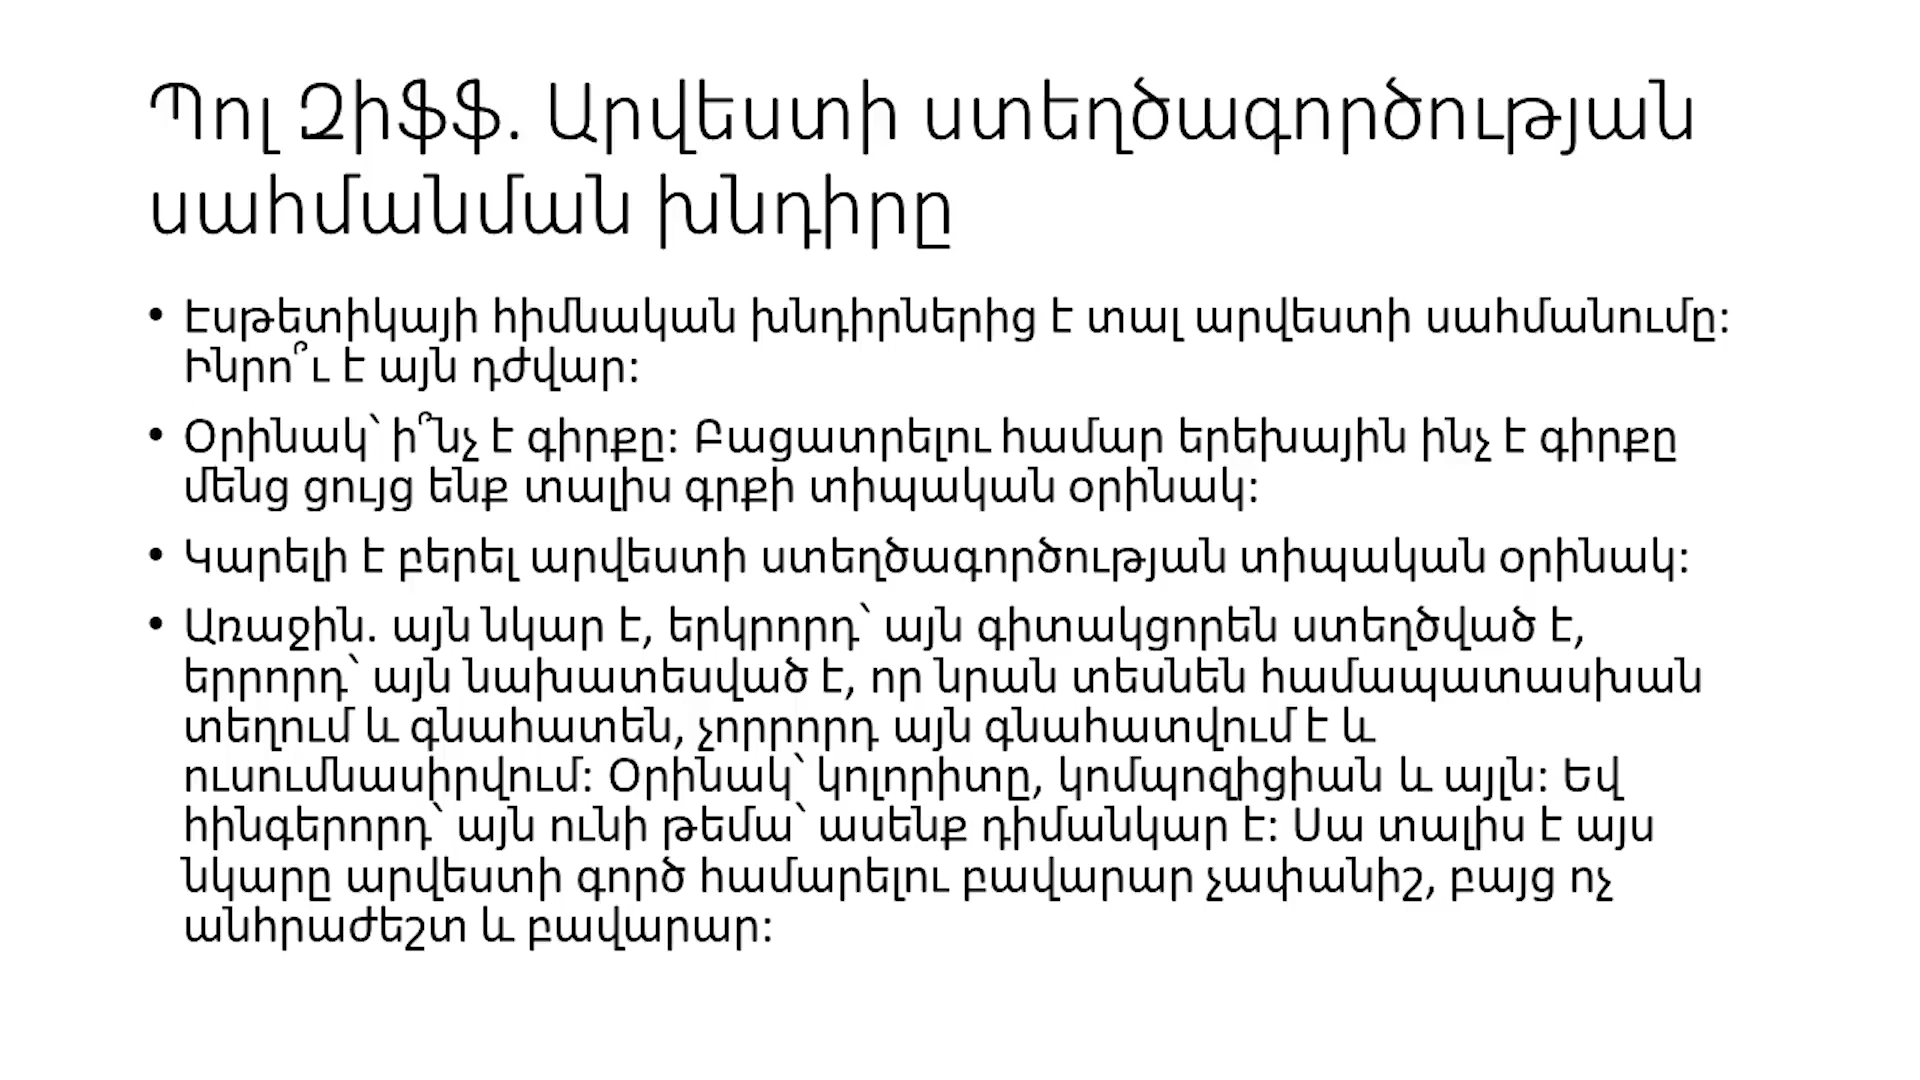 Պոլ Զիֆֆ. Արվեստի ստեղծագործության
սահմանման խնդիրը
• Էսթետիկայի հիմնական խնդիրներից է տալ արվեստի սահմանումը:
Ինրո՞ւ է այն դժվար:
• Օրինակ՝ ի՞նչ է գիրքը: Բացատրելու համար երեխային ինչ է գիրքը
մենց ցույց ենք տալիս գրքի տիպական օրինակ:
• Կարելի է բերել արվեստի ստեղծագործության տիպական օրինակ:
• Առաջին. այն նկար է, երկրորդ՝ այն գիտակցորեն ստեղծված է,
երրորդ՝ այն նախատեսված է, որ նրան տեսնեն համապատասխան
տեղում և գնահատեն, չորրորդ այն գնահատվում է և
ուսումնասիրվում: Օրինակ՝ կոլորիտը, կոմպոզիցիան և այլն: Եվ
հինգերորդ՝ այն ունի թեմա՝ ասենք դիմանկար է: Սա տալիս է այս
նկարը արվեստի գործ համարելու բավարար չափանիշ, բայց ոչ
անհրաժեշտ և բավարար: